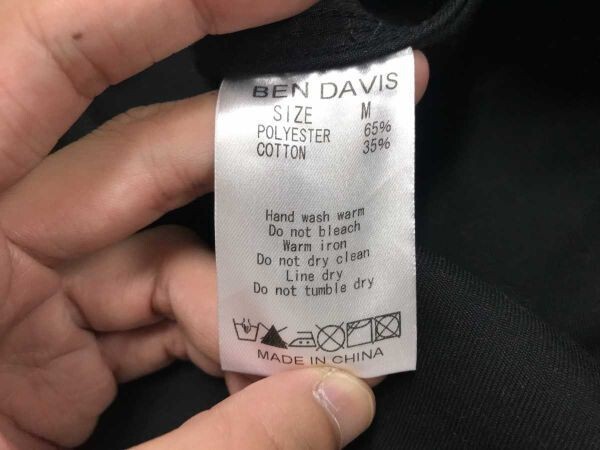 BEN DAVIS
SIZE M
POLYESTER 65%
COTTON 35%
Hand wash warm
Do not bleach
Warm iron
Do not dry clean
Line dry
Do not tumble dry
MADE IN CHINA